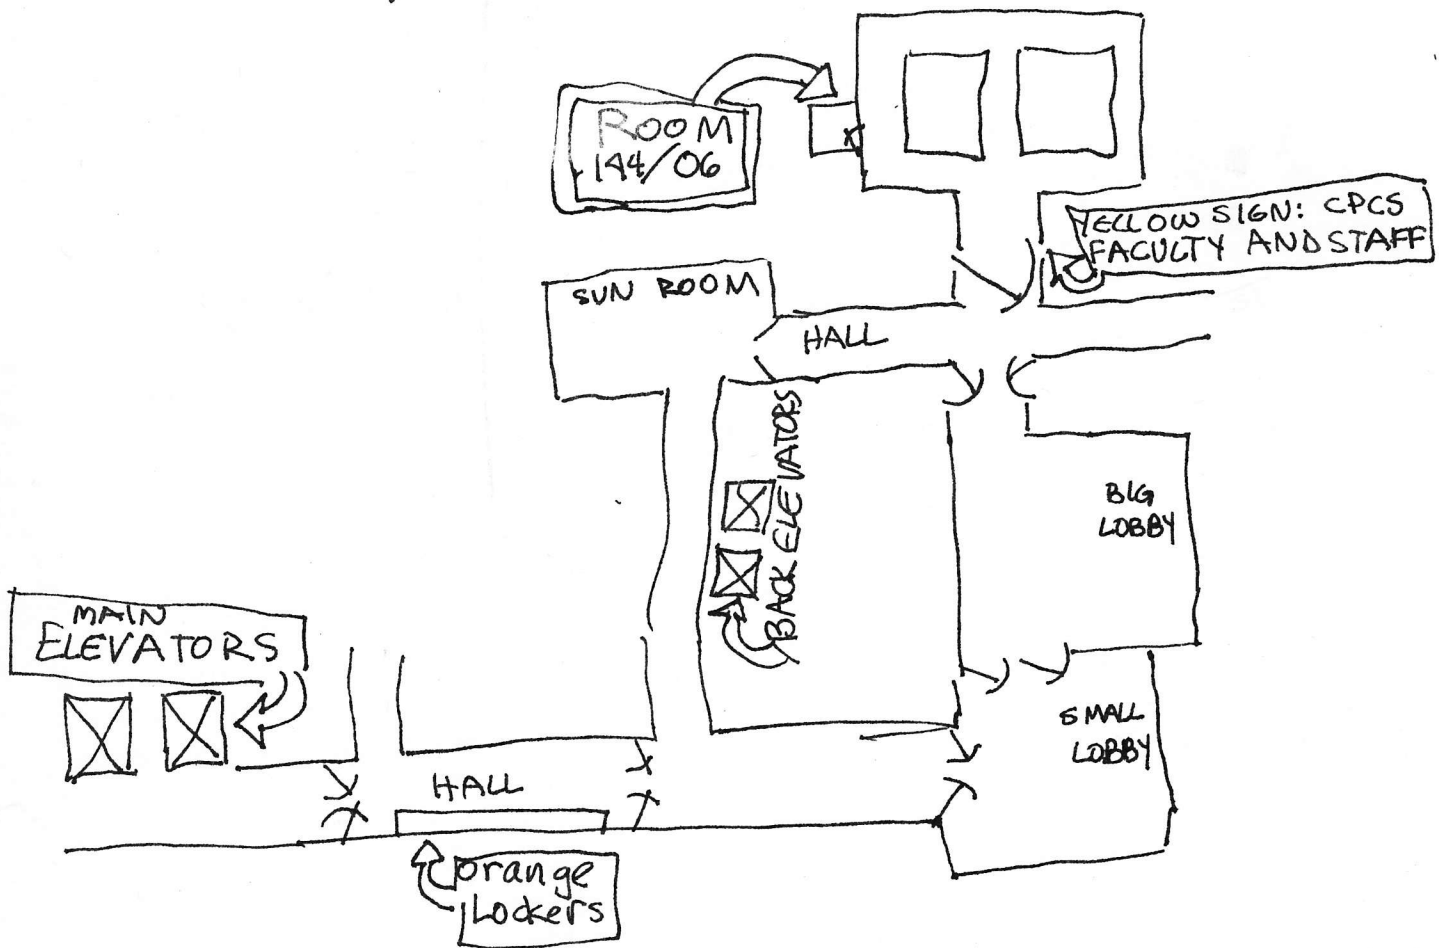 ROOM
144/06
YELLOW SIGN: CPCS
FACULTY AND STAFF
SUN ROOM
HALL
BACK ELEVATORS
BIG
LOBBY
MAIN
ELEVATORS
SMALL
LOBBY
HALL
orange
Lockers